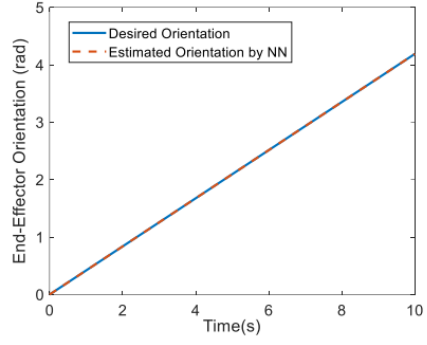 5
Desired Orientation
Estimated Orientation by NN
4
3
2
1
0
End-Effector Orientation (rad)
0 2 4 6 8 10
Time(s)